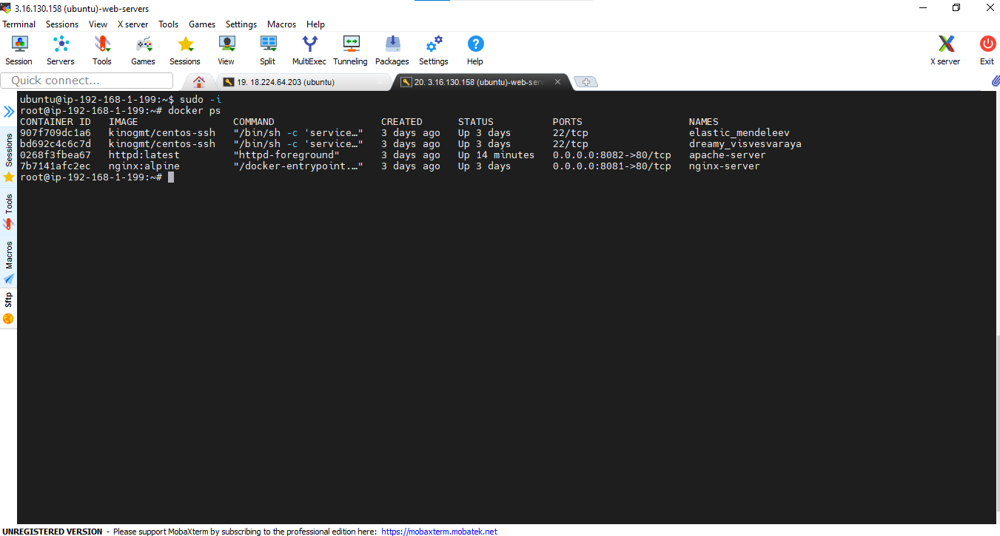 3.16.130.158 (ubuntu)-web-servers
Terminal Sessions View X server Tools Games Settings Macros Help
Session Servers Tools Games Sessions View Split MultiExec Tunneling Packages Settings Help X server Exit
Quick connect...
19. 18.224.64.203 (ubuntu)
20. 3.16.130.158 (ubuntu)-web-serv
ubuntu@ip-192-168-1-199:~$ sudo -i
root@ip-192-168-1-199:~# docker ps
CONTAINER ID   IMAGE                COMMAND                  CREATED      STATUS          PORTS                  NAMES
907f709dc1a6   kinogmt/centos-ssh   "/bin/sh -c 'service…"   3 days ago   Up 3 days       22/tcp                 elastic_mendeleev
bd692c4c6c7d   kinogmt/centos-ssh   "/bin/sh -c 'service…"   3 days ago   Up 3 days       22/tcp                 dreamy_visvesvaraya
0268f3fbea67   httpd:latest         "httpd-foreground"       3 days ago   Up 14 minutes   0.0.0.0:8082->80/tcp   apache-server
7b7141afc2ec   nginx:alpine         "/docker-entrypoint.…"   3 days ago   Up 3 days       0.0.0.0:8081->80/tcp   nginx-server
root@ip-192-168-1-199:~#
Sessions
Tools
Macros
Sftp
UNREGISTERED VERSION - Please support MobaXterm by subscribing to the professional edition here: https://mobaxterm.mobatek.net